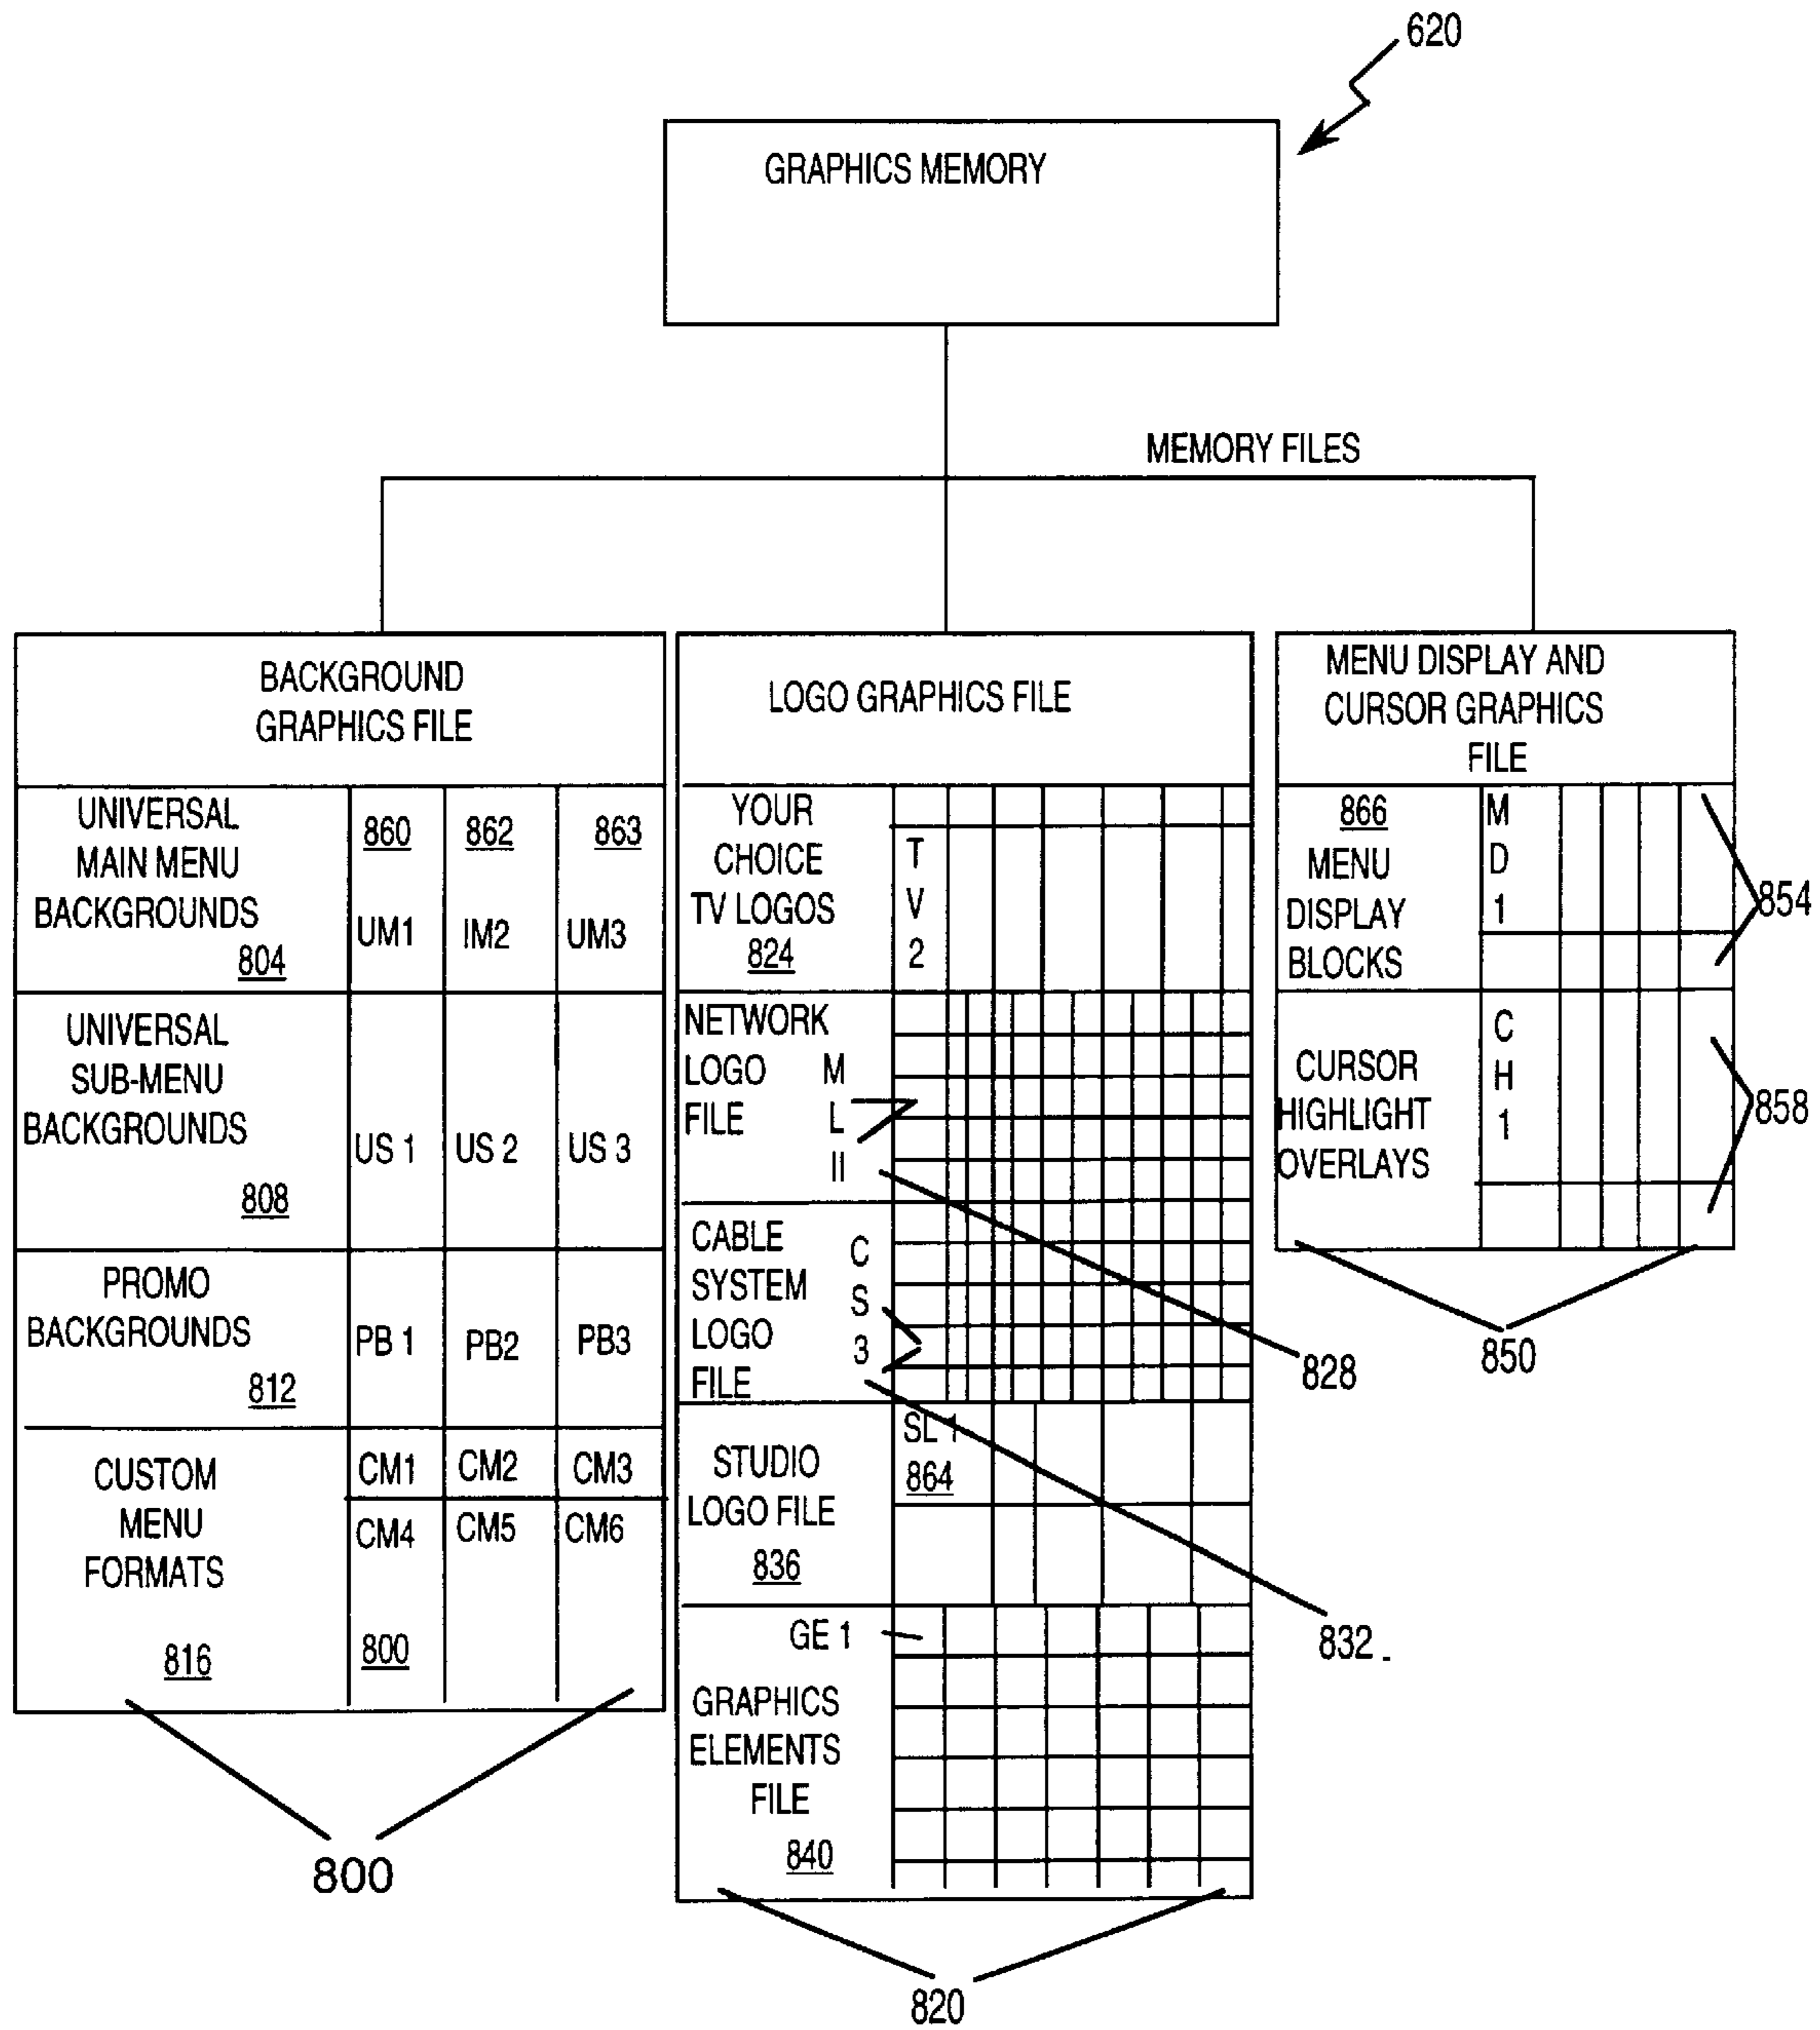 620
GRAPHICS MEMORY
MEMORY FILES
BACKGROUND
GRAPHICS FILE
UNIVERSAL
MAIN MENU
BACKGROUNDS
804
860
862
863
UM1
IM2
UM3
UNIVERSAL
SUB-MENU
BACKGROUNDS
808
US 1
US 2
US 3
PROMO
BACKGROUNDS
812
PB 1
PB2
PB3
CUSTOM
MENU
FORMATS
816
CM1
CM2
CM3
CM4
CM5
CM6
800
800
LOGO GRAPHICS FILE
YOUR
CHOICE
TV LOGOS
824
T
V
2
NETWORK
LOGO
FILE
M
L
II
828
CABLE
SYSTEM
LOGO
FILE
C
S
3
832
STUDIO
LOGO FILE
836
SL 1
864
GE 1
GRAPHICS
ELEMENTS
FILE
840
820
MENU DISPLAY AND
CURSOR GRAPHICS
FILE
866
MENU
DISPLAY
BLOCKS
M
D
1
854
CURSOR
HIGHLIGHT
OVERLAYS
C
H
1
858
850